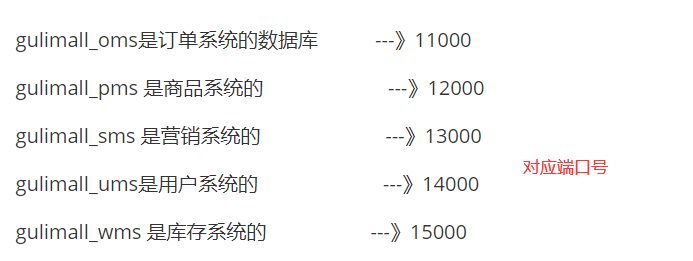 gulimall_oms是订单系统的数据库 ---》11000
gulimall_pms 是商品系统的 ---》12000
gulimall_sms 是营销系统的 ---》13000
对应端口号
gulimall_ums是用户系统的 ---》14000
gulimall_wms 是库存系统的 ---》15000